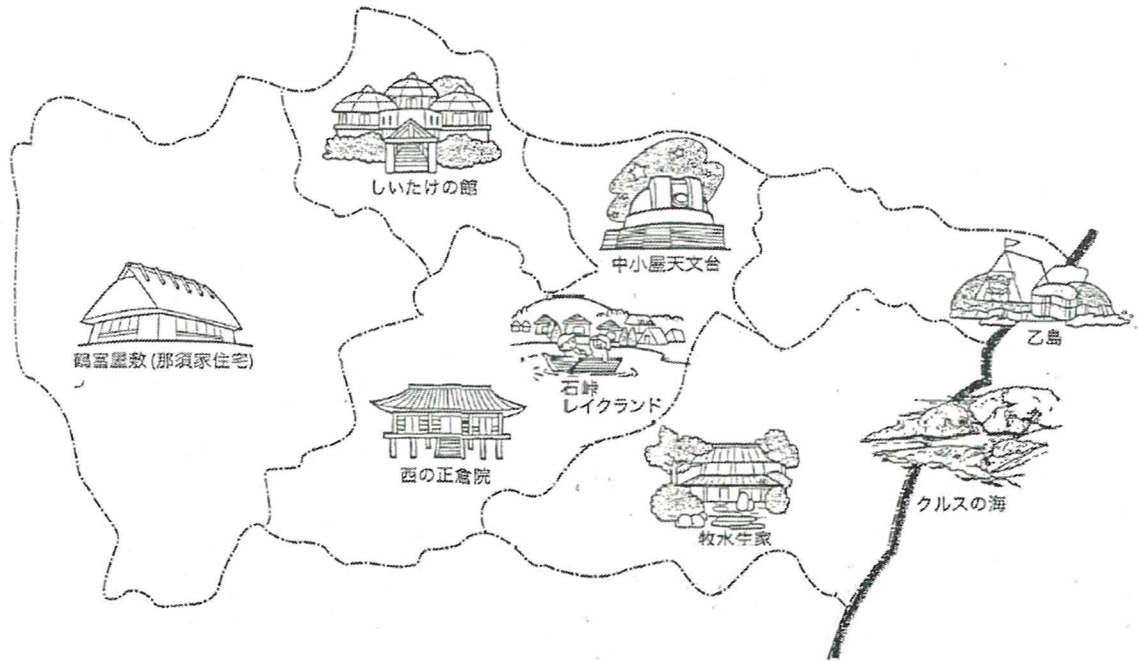 しいたけの館
中小屋天文台
乙島
鶴富屋敷(那須家住宅)
石峠
レイクランド
西の正倉院
クルスの海
牧水生家